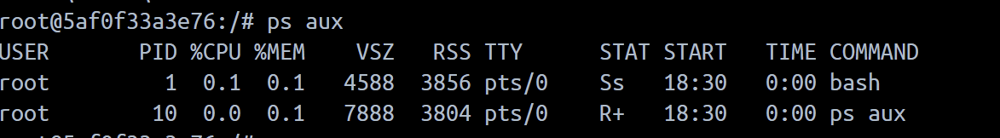 root@5af0f33a3e76:/# ps aux
USER PID %CPU %MEM VSZ RSS TTY STAT START TIME COMMAND
root 1 0.1 0.1 4588 3856 pts/0 Ss 18:30 0:00 bash
root 10 0.0 0.1 7888 3804 pts/0 R+ 18:30 0:00 ps aux
root@5af0f33a3e76:/#